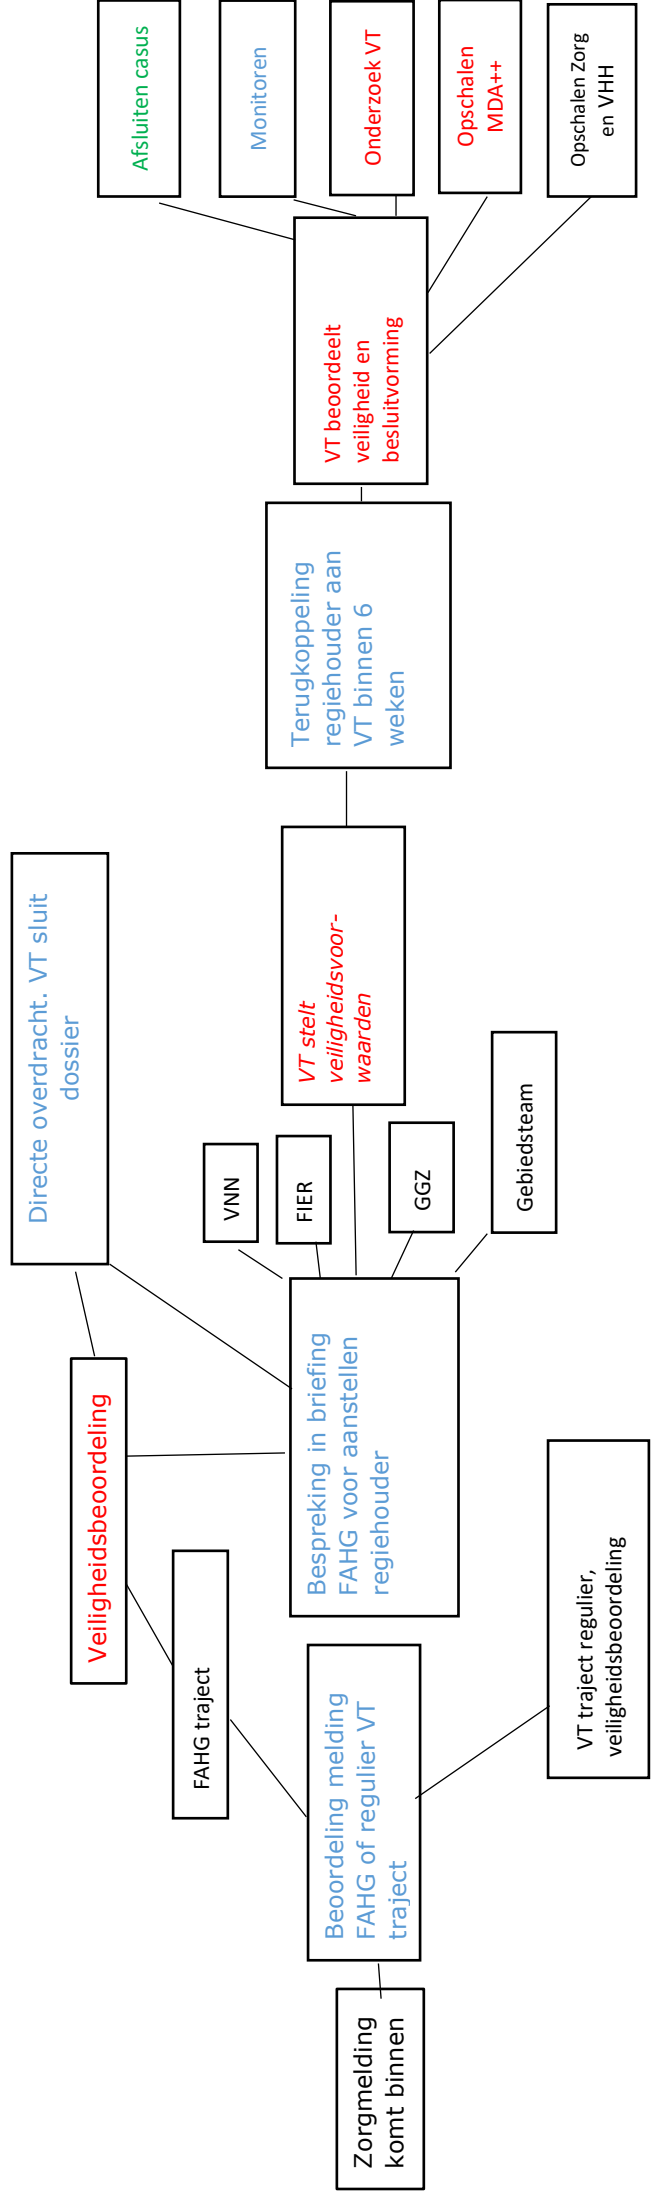 Zorgmelding
komt binnen
Beoordeling melding
FAHG of regulier VT
traject
FAHG traject
VT traject regulier,
veiligheidsbeoordeling
Veiligheidsbeoordeling
Bespreking in briefing
FAHG voor aanstellen
regiehouder
Directe overdracht. VT sluit
dossier
VNN
FIER
GGZ
Gebiedsteam
VT stelt
veiligheidsvoor-
waarden
Terugkoppeling
regiehouder aan
VT binnen 6
weken
VT beoordeelt
veiligheid en
besluitvorming
Afsluiten casus
Monitoren
Onderzoek VT
Opschalen
MDA++
Opschalen Zorg
en VHH